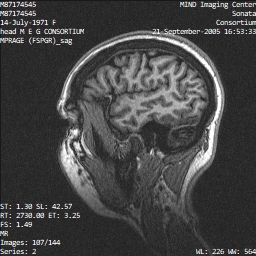 M87174545
M87174545
14-July-1971 F
head M E G CONSORTIUM
MPRAGE (FSPGR)_sag
MIND Imaging Center
Sonata
Consortium
21-September-2005 16:53:33
ST: 1.30 SL: 42.57
RT: 2730.00 ET: 3.25
FS: 1.49
MR
Images: 107/144
Series: 2
WL: 226 WW: 564